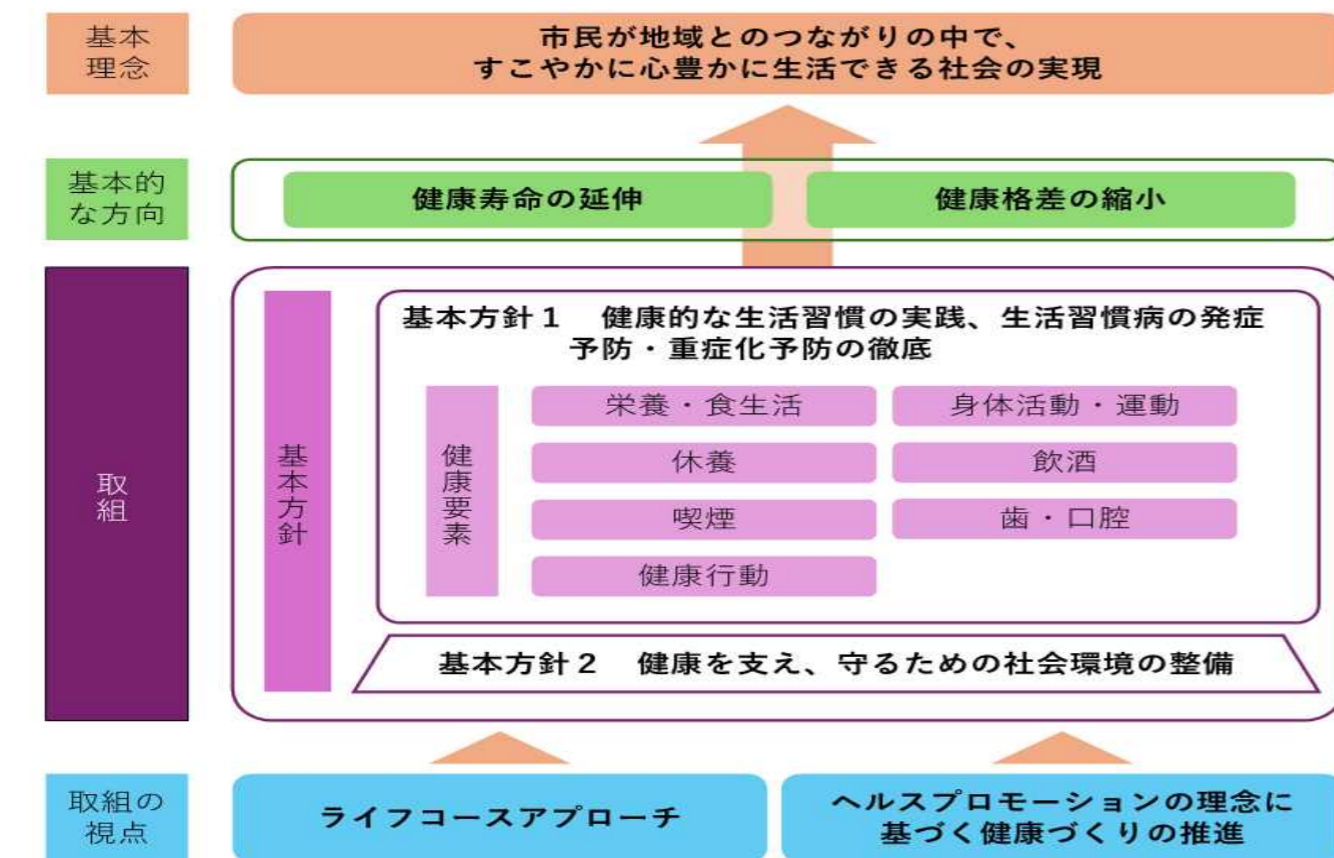 基本
理念
市民が地域とのつながりの中で、
すこやかに心豊かに生活できる社会の実現
基本的
な方向
健康寿命の延伸
健康格差の縮小
取
組
基本方針
基本方針１　健康的な生活習慣の実践、生活習慣病の発症
予防・重症化予防の徹底
健康要素
栄養・食生活
身体活動・運動
休養
飲酒
喫煙
歯・口腔
健康行動
基本方針２　健康を支え、守るための社会環境の整備
取組の
視点
ライフコースアプローチ
ヘルスプロモーションの理念に
基づく健康づくりの推進